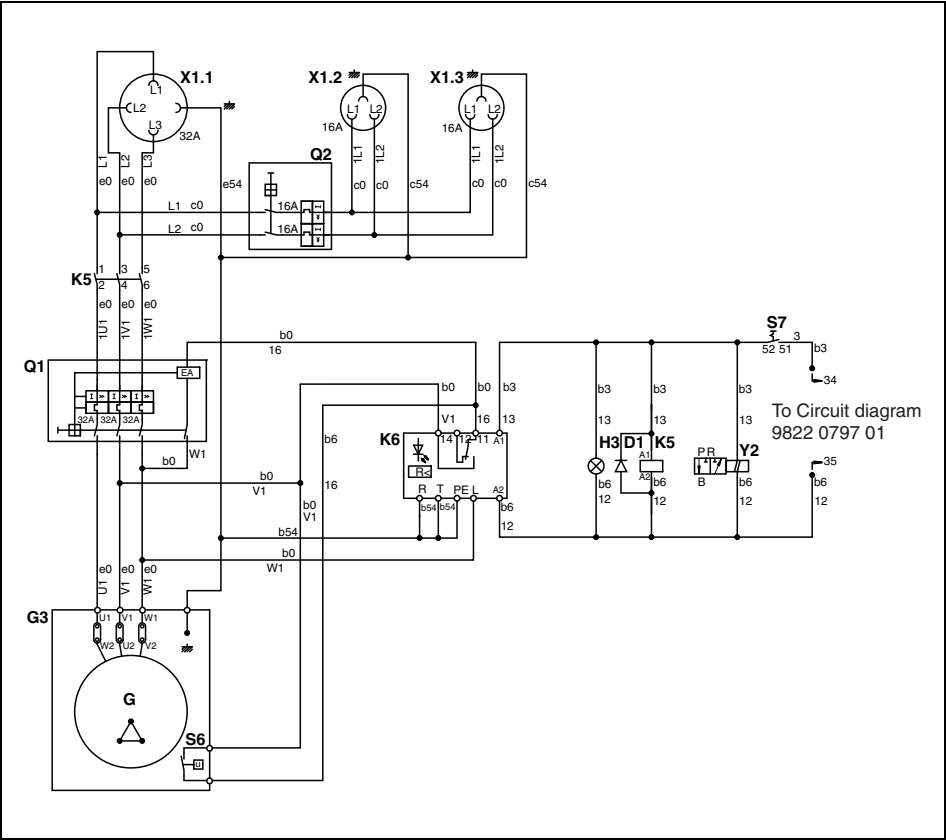 X1.1 X1.2 X1.3
L1
L2 L1 L2 L1 L2
L3 32A 16A 16A
Q2
L1 L2 L3 1L1 1L2 1L1 1L2
e0 e0 e0 e54 c0 c0 c54 c0 c0 c54
L1 c0 16A I
L2 c0 16A I
K5 1 3 5
2 4 6
e0 e0 e0
1U1 1V1 1W1
S7
b0 52 51 3
16 b3
Q1 EA
34
b0 b0 b3 b3 b3 b3
I I I
32A 32A 32A
V1 16 13 13 13 13
To Circuit diagram
9822 0797 01
b6 K6 14 12 11 A1 H3 D1 K5 Y2
W1
b0 A1 P R
35
R< A2 B
V1 16 R T PE L A2 b6 b6 b6 b6
b0 b54 b54 b6 12 12 12 12
V1 12
b54
b0
W1
e0 e0 e0
U1 V1 W1
G3 U1 V1 W1
W2 U2 V2
G
S6
u